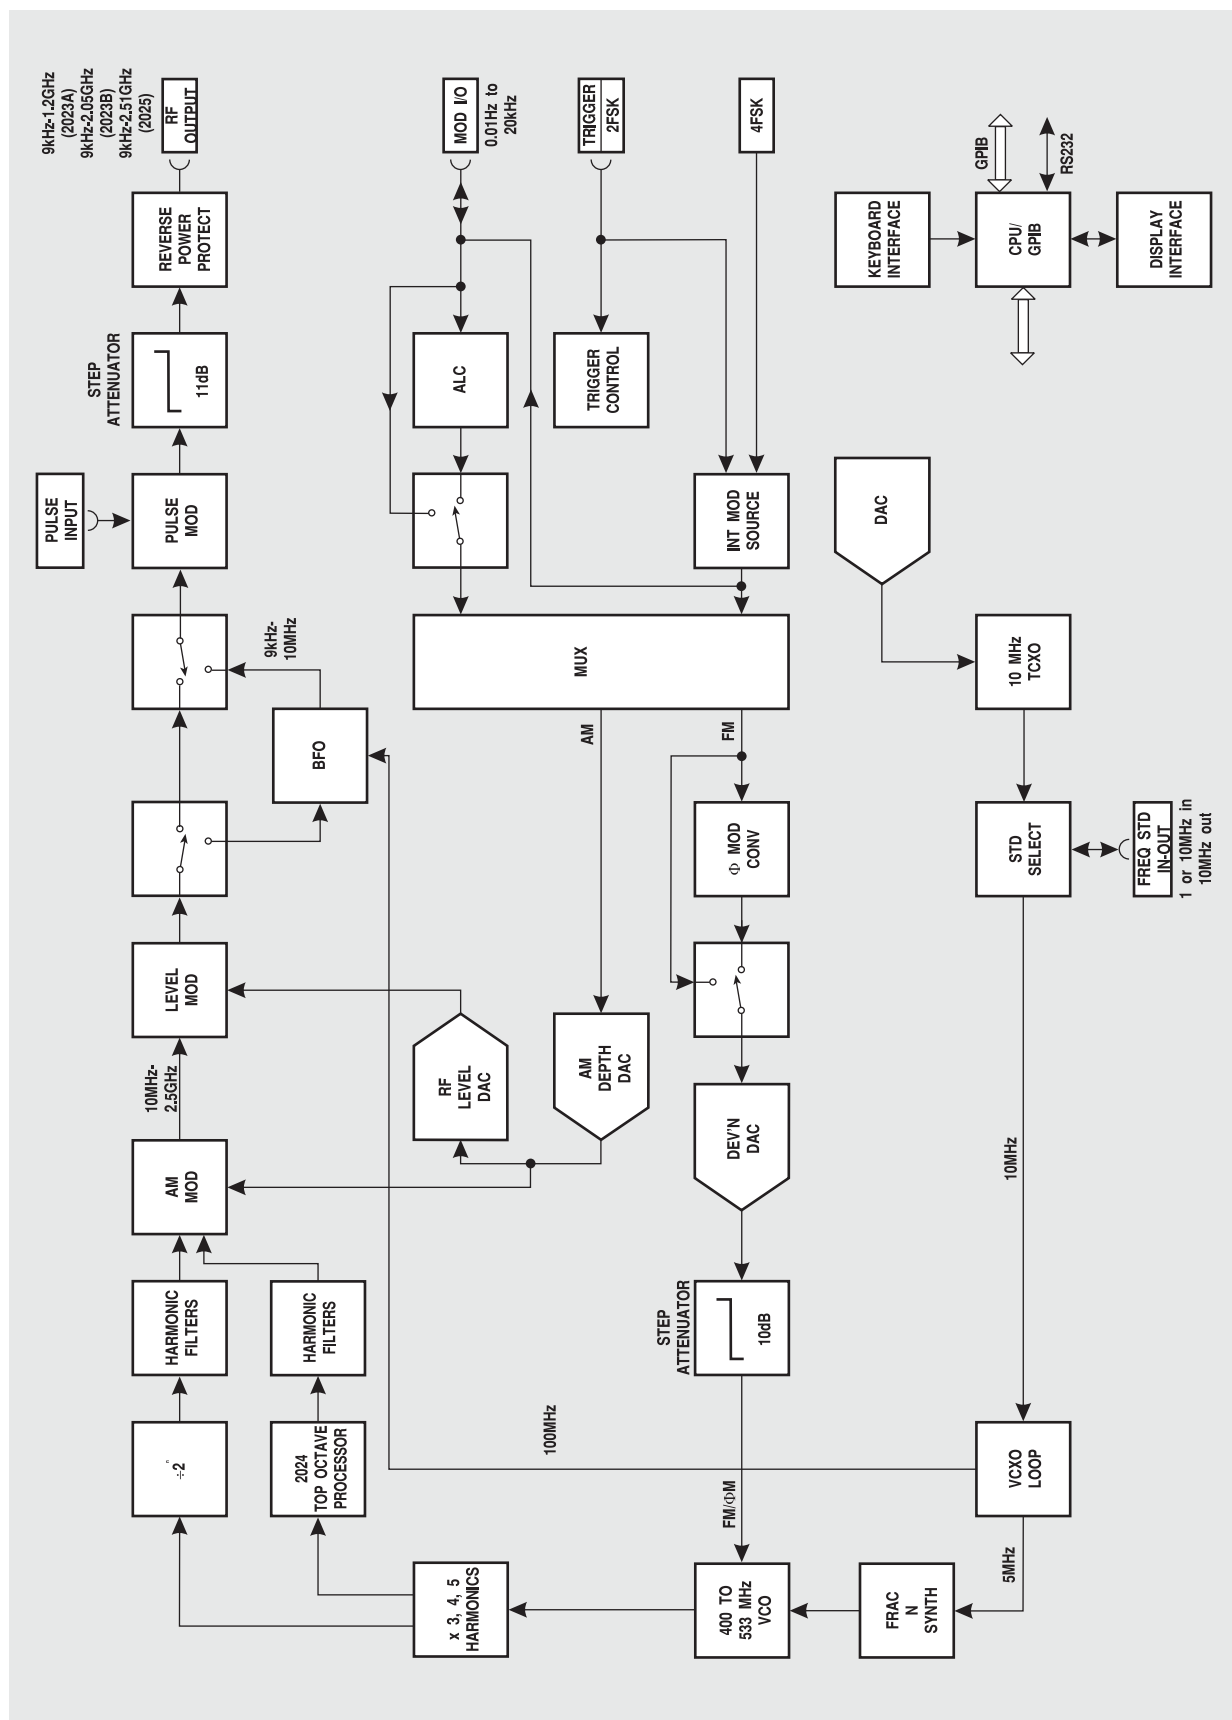 9kHz-1.2GHz
(2023A)
9kHz-2.05GHz
(2023B)
9kHz-2.51GHz
(2025)
RF
OUTPUT
REVERSE
POWER
PROTECT
STEP
ATTENUATOR
11dB
PULSE
INPUT
PULSE
MOD
9kHz-
10MHz
BFO
LEVEL
MOD
10MHz-
2.5GHz
AM
MOD
HARMONIC
FILTERS
HARMONIC
FILTERS
÷2ⁿ
2024
TOP OCTAVE
PROCESSOR
x 3, 4, 5
HARMONICS
MOD I/O
0.01Hz to
20kHz
ALC
TRIGGER
2FSK
TRIGGER
CONTROL
4FSK
INT MOD
SOURCE
MUX
AM
FM
Φ MOD
CONV
RF
LEVEL
DAC
AM
DEPTH
DAC
DEV'N
DAC
STEP
ATTENUATOR
10dB
100MHz
FM/ΦM
400 TO
533 MHz
VCO
GPIB
RS232
KEYBOARD
INTERFACE
CPU/
GPIB
DISPLAY
INTERFACE
DAC
10 MHz
TCXO
STD
SELECT
FREQ STD
IN-OUT
1 or 10MHz in
10MHz out
10MHz
VCXO
LOOP
5MHz
FRAC
N
SYNTH